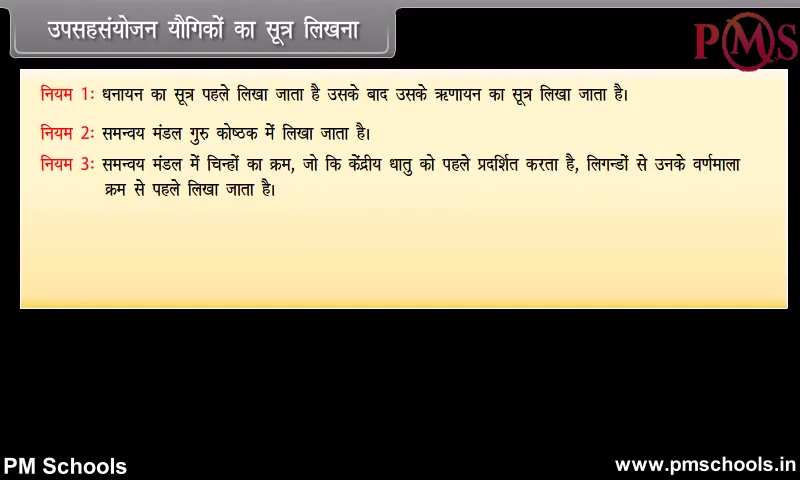 उपसहसंयोजन यौगिकों का सूत्र लिखना
PMS
नियम 1: धनायन का सूत्र पहले लिखा जाता है उसके बाद उसके ऋणायन का सूत्र लिखा जाता है।
नियम 2: समन्वय मंडल गुरु कोष्ठक में लिखा जाता है।
नियम 3: समन्वय मंडल में चिन्हों का क्रम, जो कि केंद्रीय धातु को पहले प्रदर्शित करता है, लिगन्डों से उनके वर्णमाला
क्रम से पहले लिखा जाता है।
PM Schools
www.pmschools.in